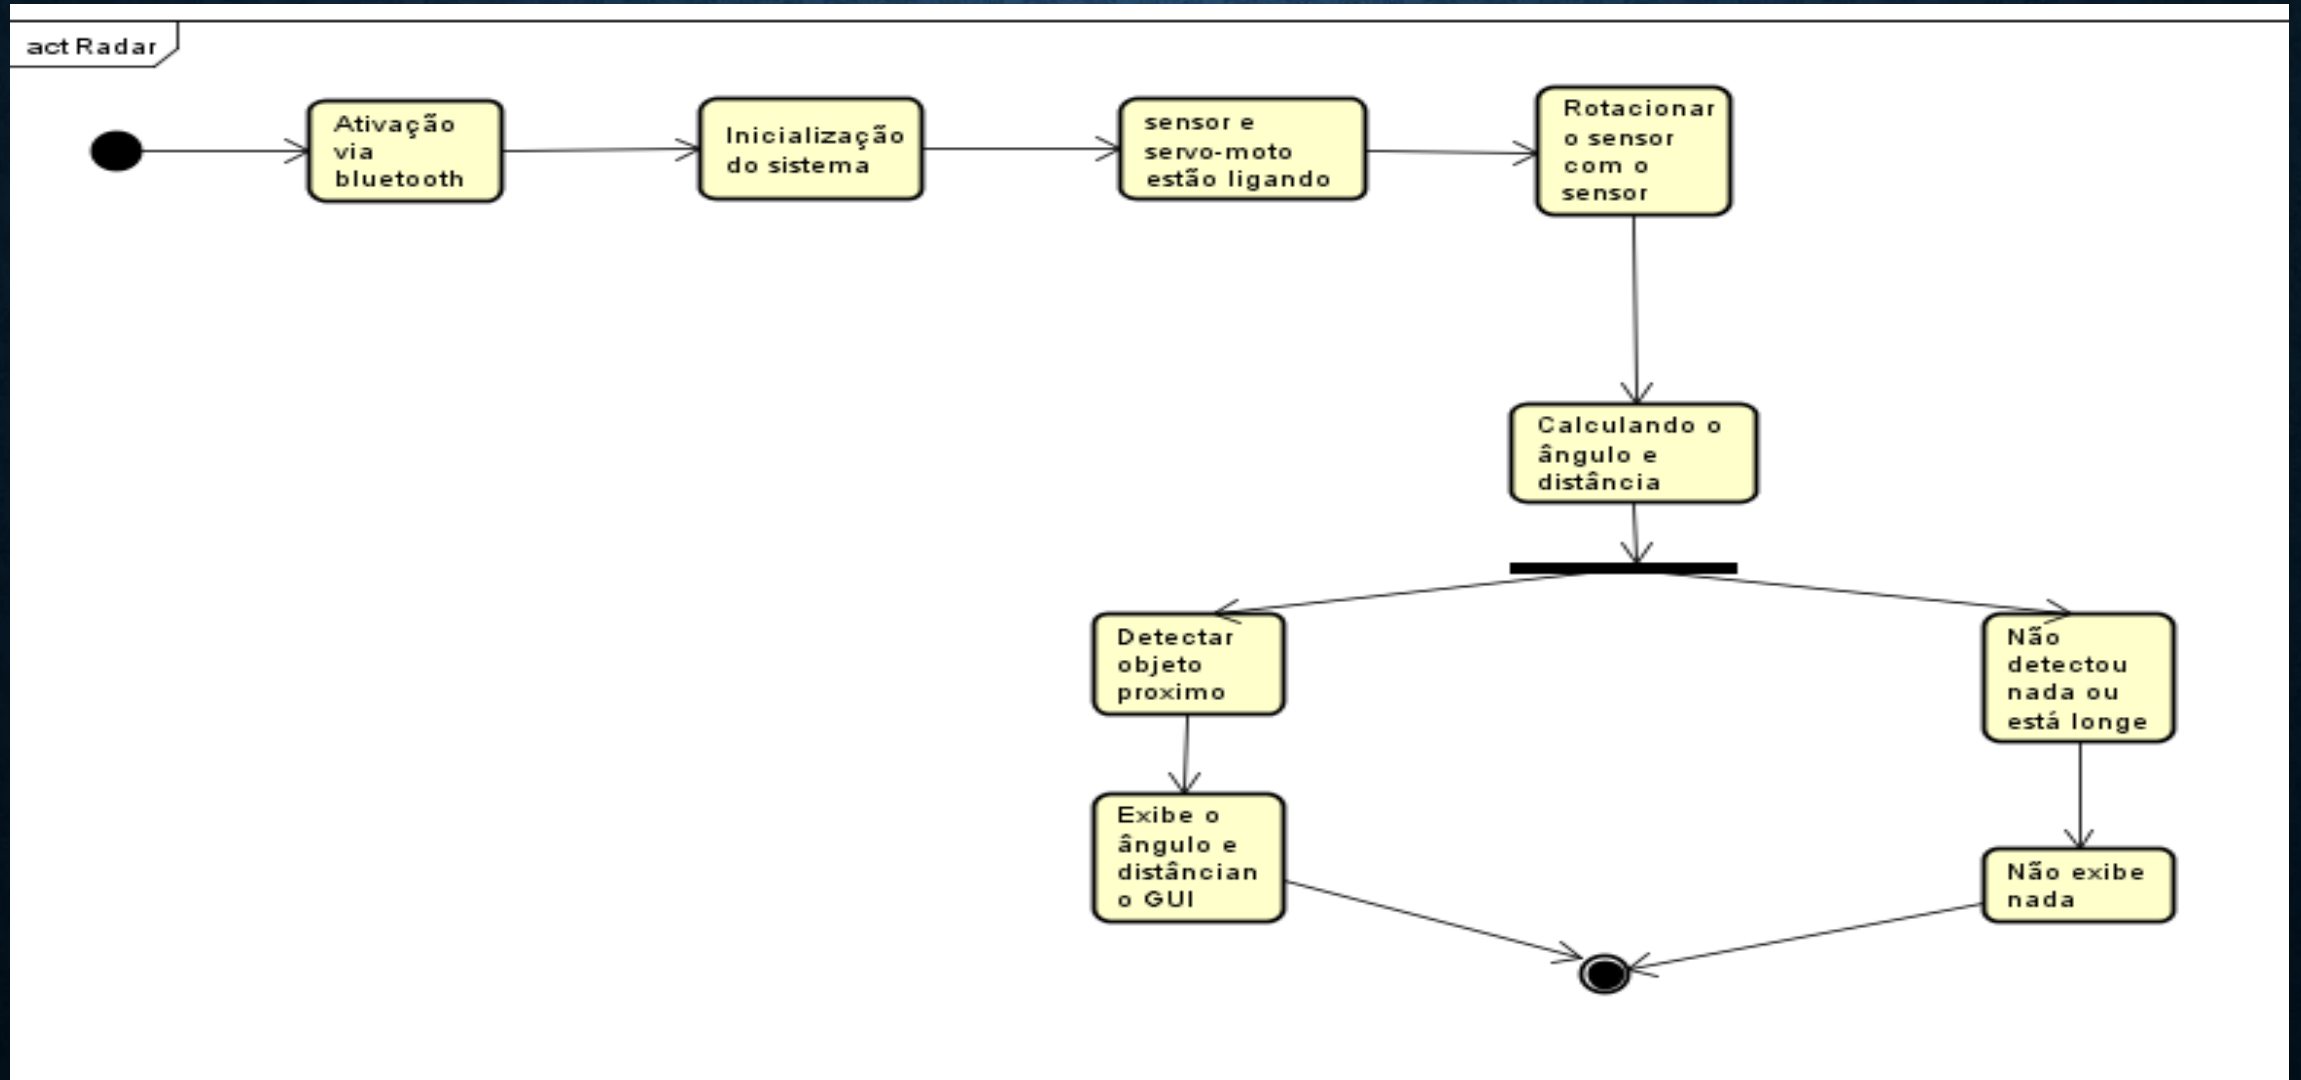 act Radar
Ativação
via
bluetooth
Inicialização
do sistema
sensor e
servo-moto
estão ligando
Rotacionar
o sensor
com o
sensor
Calculando o
ângulo e
distância
Detectar
objeto
proximo
Não
detectou
nada ou
está longe
Exibe o
ângulo e
distâncian
o GUI
Não exibe
nada